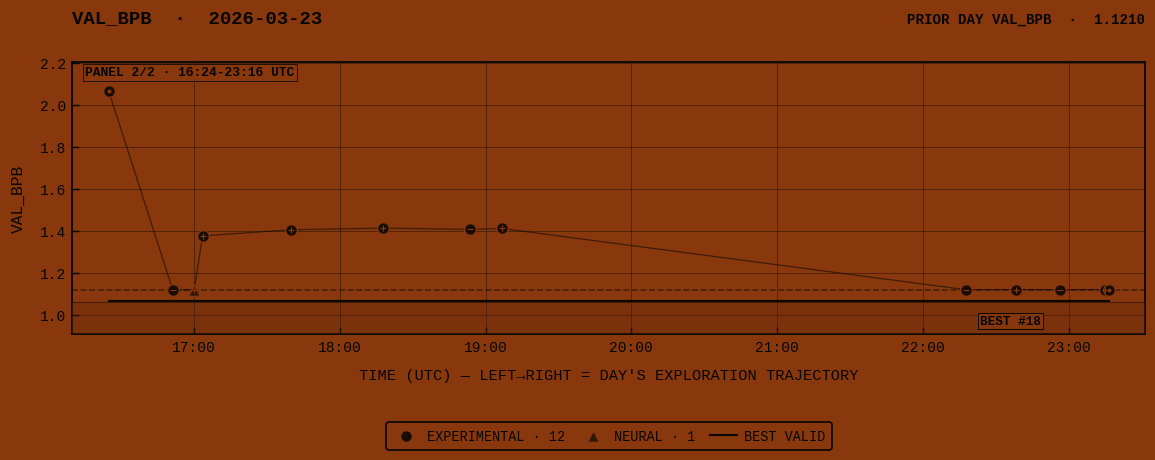 VAL_BPB · 2026-03-23
PRIOR DAY VAL_BPB · 1.1210
PANEL 2/2 · 16:24-23:16 UTC
VAL_BPB
2.2
2.0
1.8
1.6
1.4
1.2
1.0
BEST #18
17:00 18:00 19:00 20:00 21:00 22:00 23:00
TIME (UTC) — LEFT→RIGHT = DAY'S EXPLORATION TRAJECTORY
EXPERIMENTAL · 12 NEURAL · 1 BEST VALID